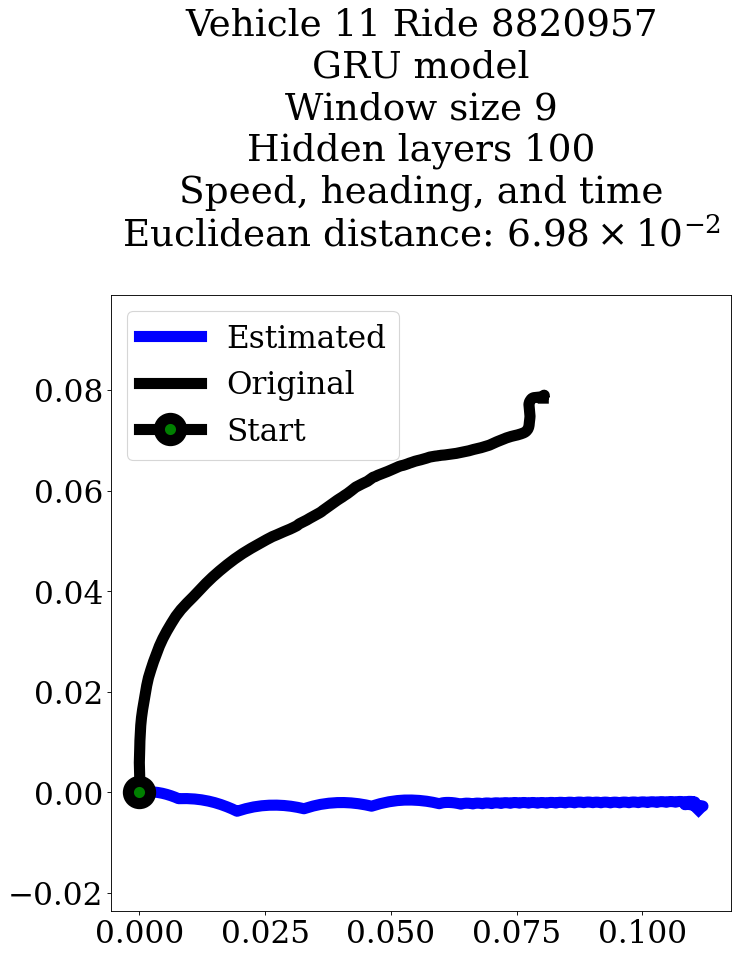 Vehicle 11 Ride 8820957
GRU model
Window size 9
Hidden layers 100
Speed, heading, and time
Euclidean distance: 6.98 × 10⁻²
Estimated
Original
Start
0.08
0.06
0.04
0.02
0.00
−0.02
0.000 0.025 0.050 0.075 0.100